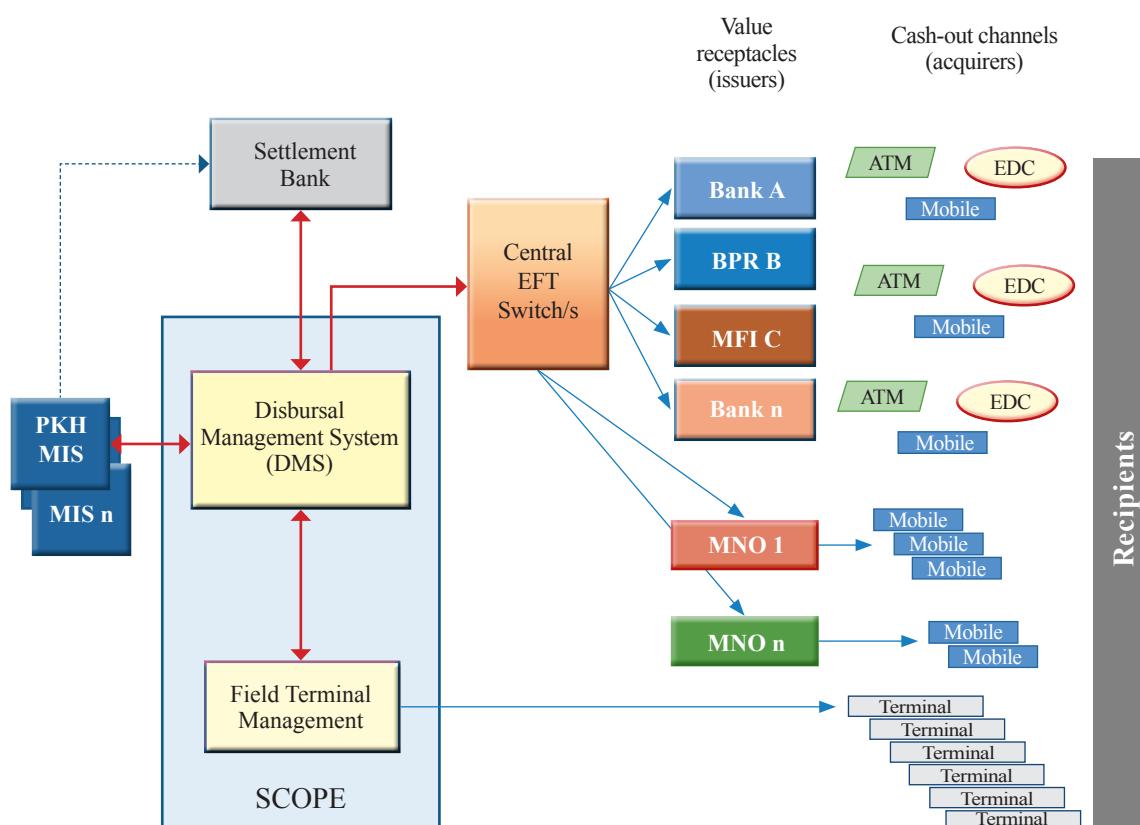 Value
receptacles
(issuers)
Cash-out channels
(acquirers)
Settlement
Bank
Central
EFT
Switch/s
Bank A
BPR B
MFI C
Bank n
ATM
EDC
Mobile
ATM
EDC
Mobile
ATM
EDC
Mobile
PKH
MIS
MIS n
Disbursal
Management System
(DMS)
MNO 1
Mobile
Mobile
Mobile
MNO n
Mobile
Mobile
Field Terminal
Management
Terminal
Terminal
Terminal
Terminal
Terminal
Terminal
SCOPE
Recipients